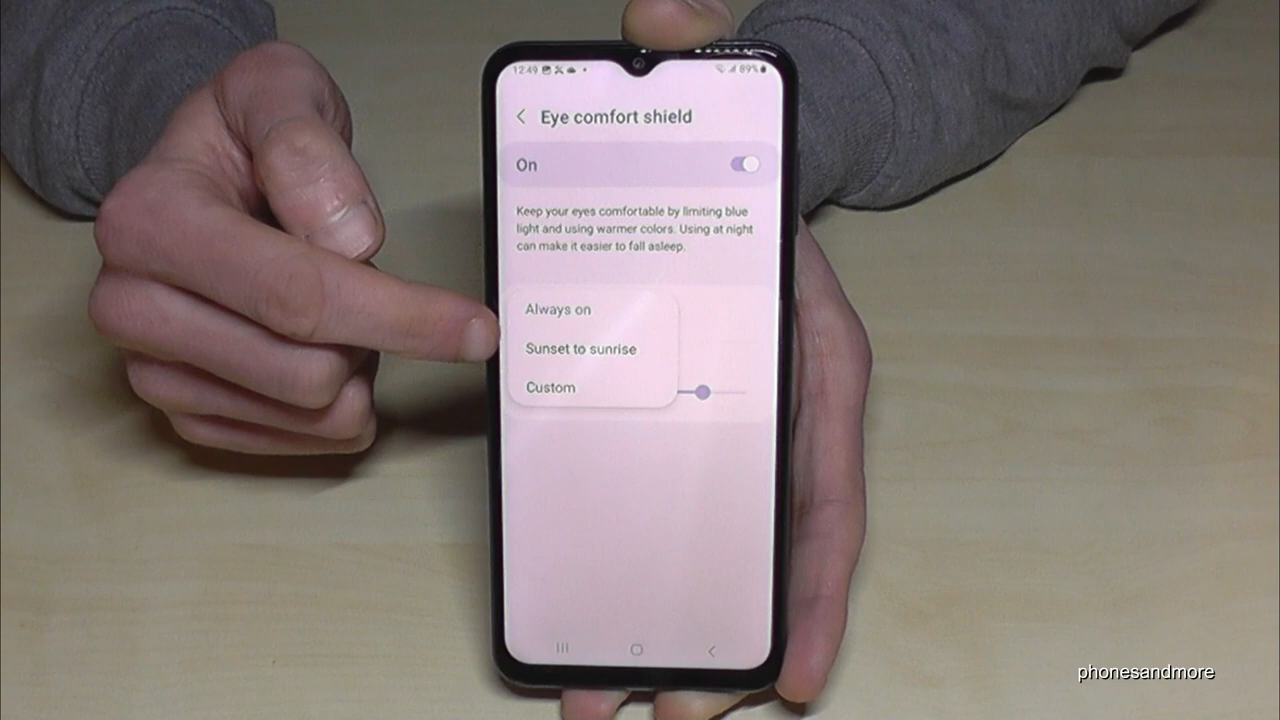 12:49
89%
Eye comfort shield
On
Keep your eyes comfortable by limiting blue
light and using warmer colors. Using at night
can make it easier to fall asleep.
Always on
Sunset to sunrise
Custom
phonesandmore